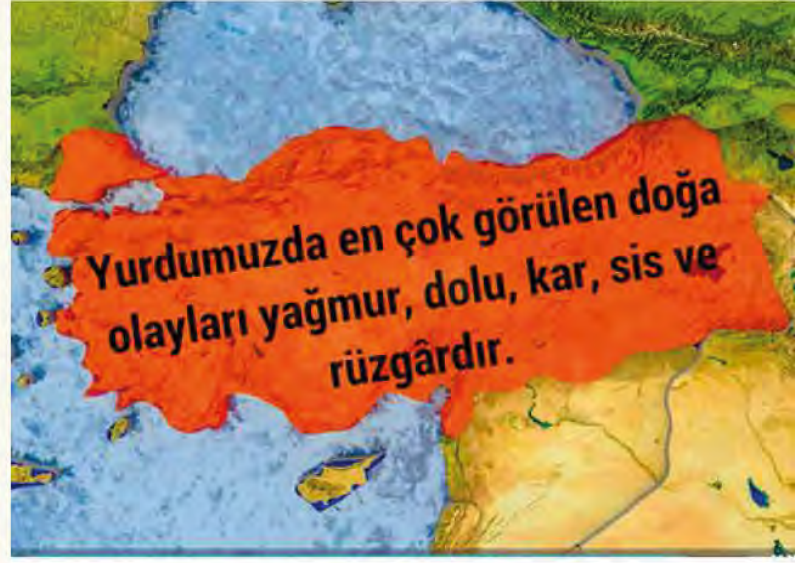 Yurdumuzda en çok görülen doğa
olayları yağmur, dolu, kar, sis ve
rüzgârdır.